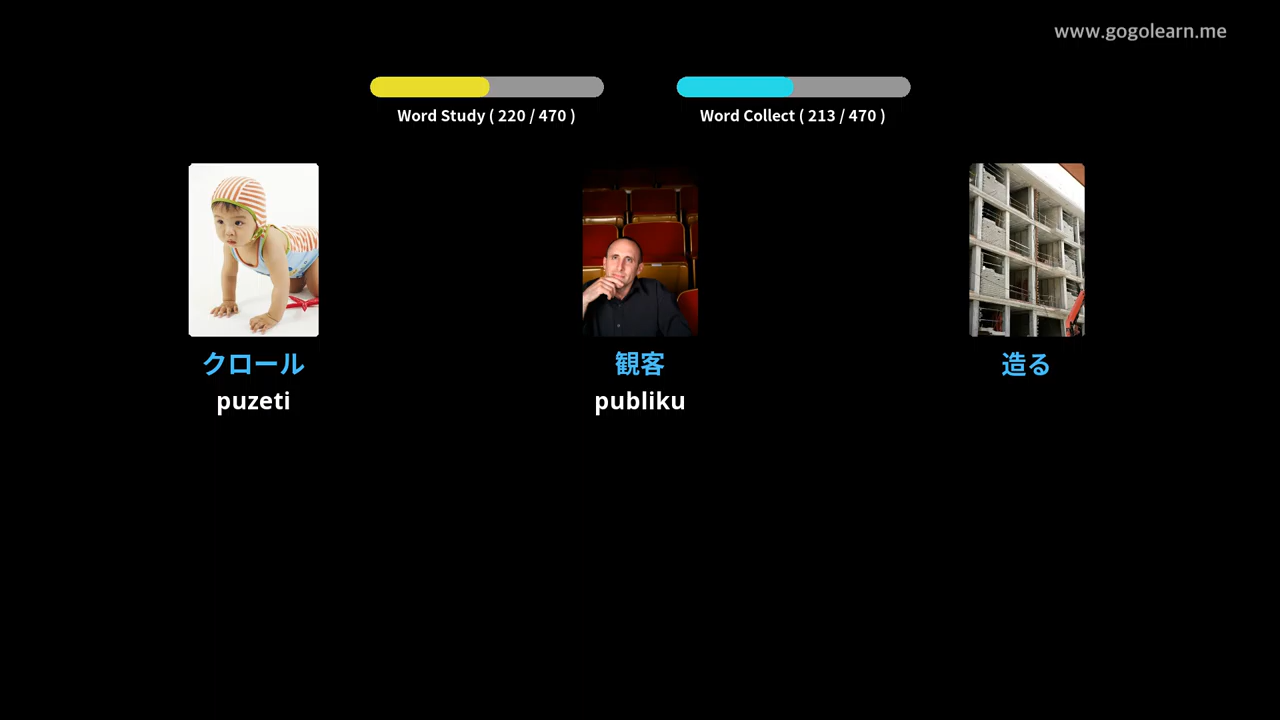 www.gogolearn.me
Word Study ( 220 / 470 )
Word Collect ( 213 / 470 )
クロール
観客
造る
puzeti
publiku